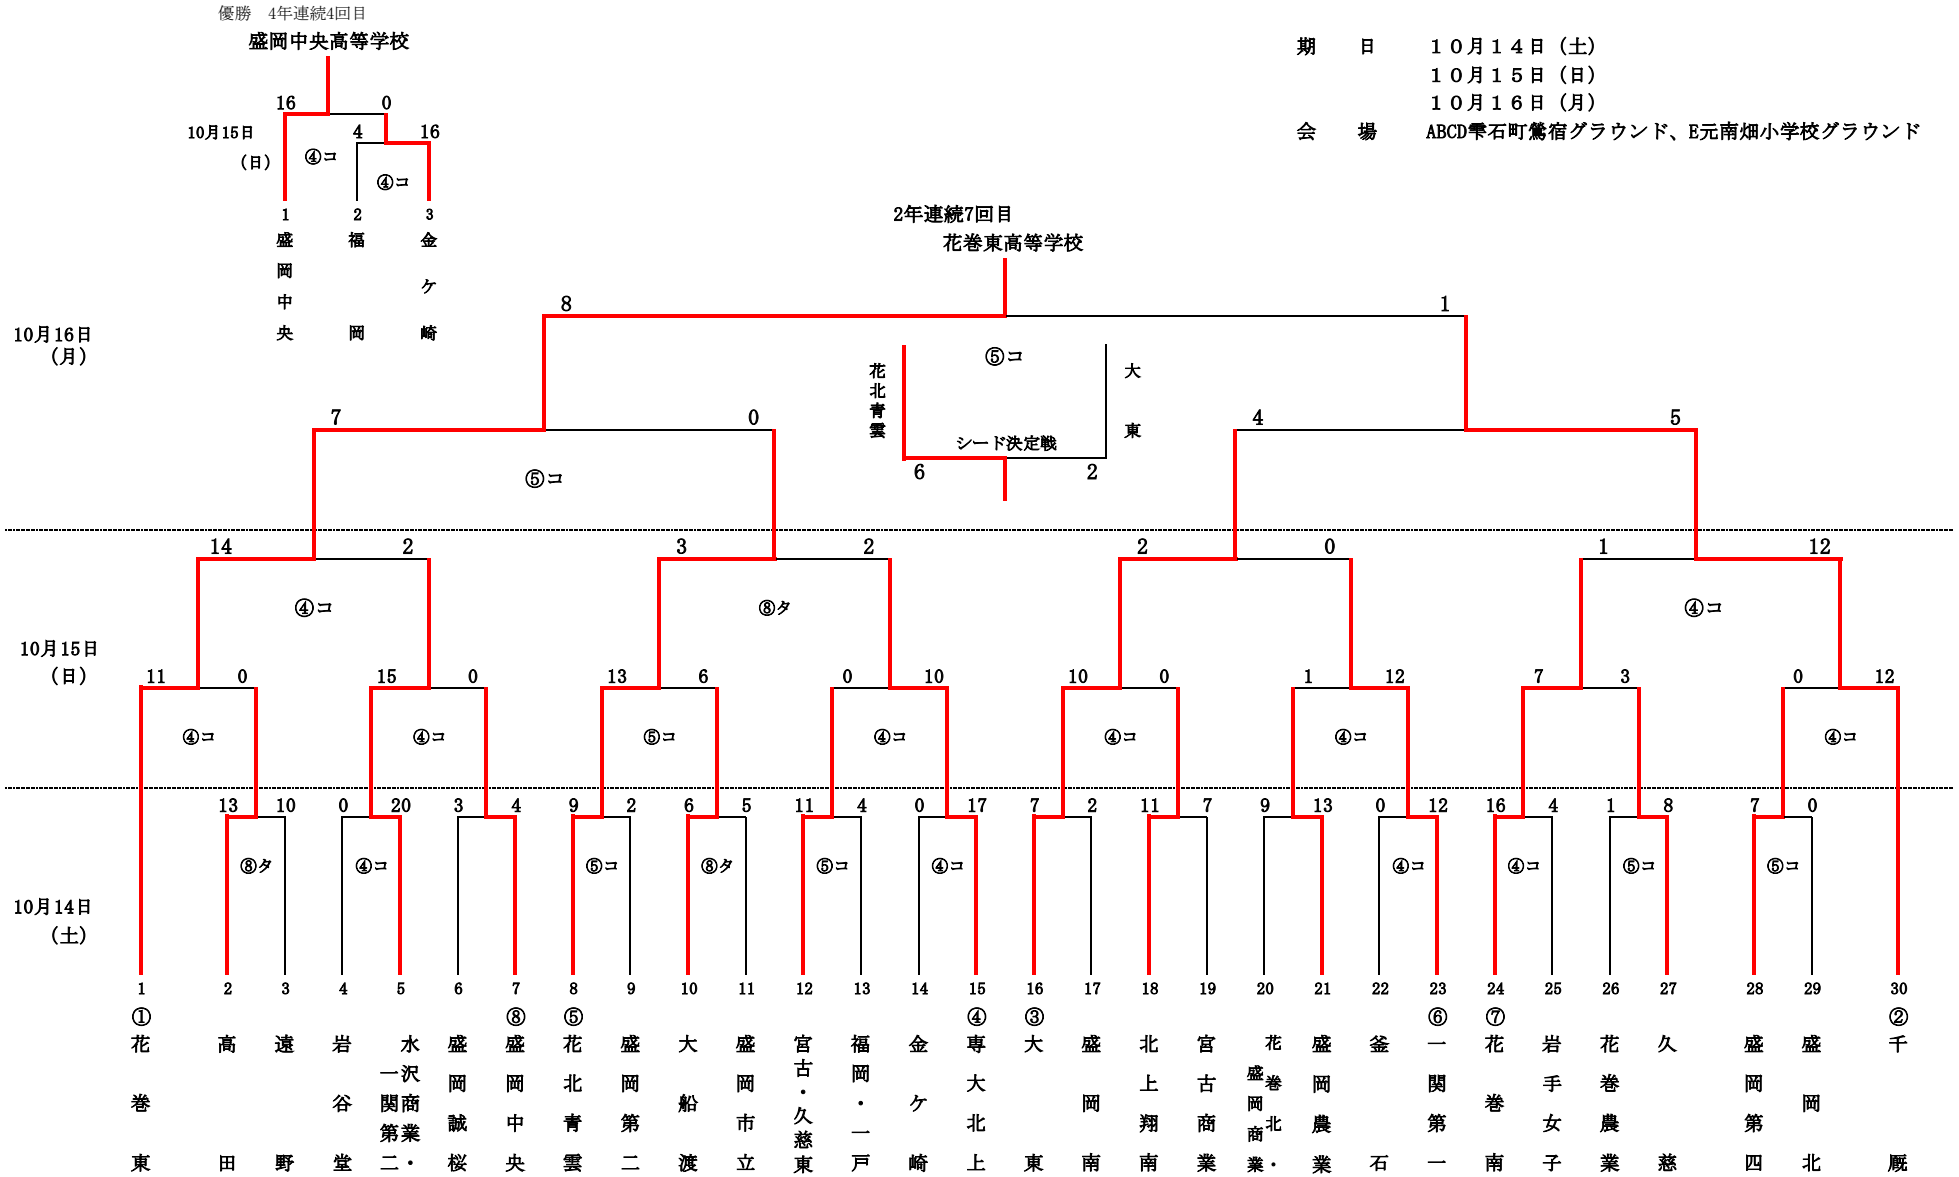 優勝　4年連続4回目
盛岡中央高等学校
16 0
10月15日 4 16
（日） ④コ
④コ
1 2 3
盛岡中央
福岡
金ケ崎
期　日　１０月１４日（土）
１０月１５日（日）
１０月１６日（月）
会　場　ABCD雫石町鶯宿グラウンド、E元南畑小学校グラウンド
2年連続7回目
花巻東高等学校
8 1
10月16日
（月）
⑤コ
花北青雲
大東
シード決定戦
6 2
7 0 4 5
⑤コ
14 2 3 2 2 0 1 12
④コ ⑧タ ④コ
10月15日
（日）
11 0 15 0 13 6 0 10 10 0 1 12 7 3 0 12
④コ ④コ ⑤コ ④コ ④コ ④コ ④コ
13 10 0 20 3 4 9 2 6 5 11 4 0 17 7 2 11 7 9 13 0 12 16 4 1 8 7 0
⑧タ ④コ ⑤コ ⑧タ ⑤コ ④コ ④コ ④コ ⑤コ ⑤コ
10月14日
（土）
1 2 3 4 5 6 7 8 9 10 11 12 13 14 15 16 17 18 19 20 21 22 23 24 25 26 27 28 29 30
① ⑧ ⑤ ④ ③ ⑥ ⑦ ②
花巻東
高田
遠野
岩谷堂
水沢商業・
一関第二
盛岡誠桜
盛岡中央
花北青雲
盛岡第二
大船渡
盛岡市立
宮古・久慈東
福岡・一戸
金ケ崎
専大北上
大東
盛岡南
北上翔南
宮古商業
花巻北・
盛岡商業
盛岡農業
釜石
一関第一
花巻南
岩手女子
花巻農業
久慈
盛岡第四
盛岡北
千厩